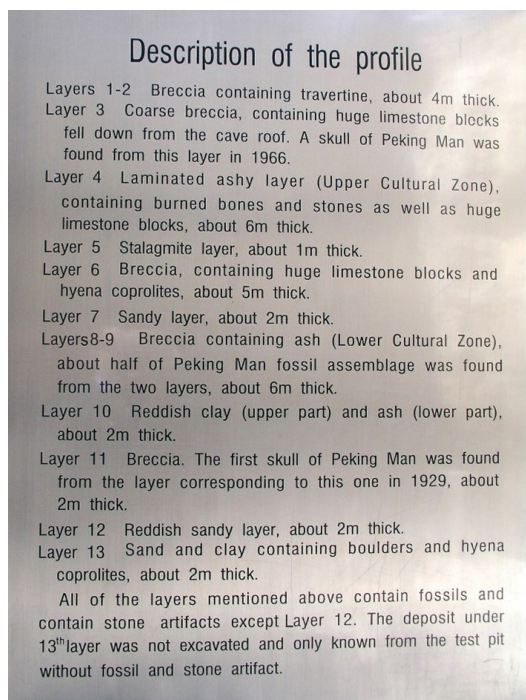 Description of the profile
Layers 1-2 Breccia containing travertine, about 4m thick.
Layer 3 Coarse breccia, containing huge limestone blocks
fell down from the cave roof. A skull of Peking Man was
found from this layer in 1966.
Layer 4 Laminated ashy layer (Upper Cultural Zone),
containing burned bones and stones as well as huge
limestone blocks, about 6m thick.
Layer 5 Stalagmite layer, about 1m thick.
Layer 6 Breccia, containing huge limestone blocks and
hyena coprolites, about 5m thick.
Layer 7 Sandy layer, about 2m thick.
Layers8-9 Breccia containing ash (Lower Cultural Zone),
about half of Peking Man fossil assemblage was found
from the two layers, about 6m thick.
Layer 10 Reddish clay (upper part) and ash (lower part),
about 2m thick.
Layer 11 Breccia. The first skull of Peking Man was found
from the layer corresponding to this one in 1929, about
2m thick.
Layer 12 Reddish sandy layer, about 2m thick.
Layer 13 Sand and clay containing boulders and hyena
coprolites, about 2m thick.
All of the layers mentioned above contain fossils and
contain stone artifacts except Layer 12. The deposit under
13th layer was not excavated and only known from the test pit
without fossil and stone artifact.